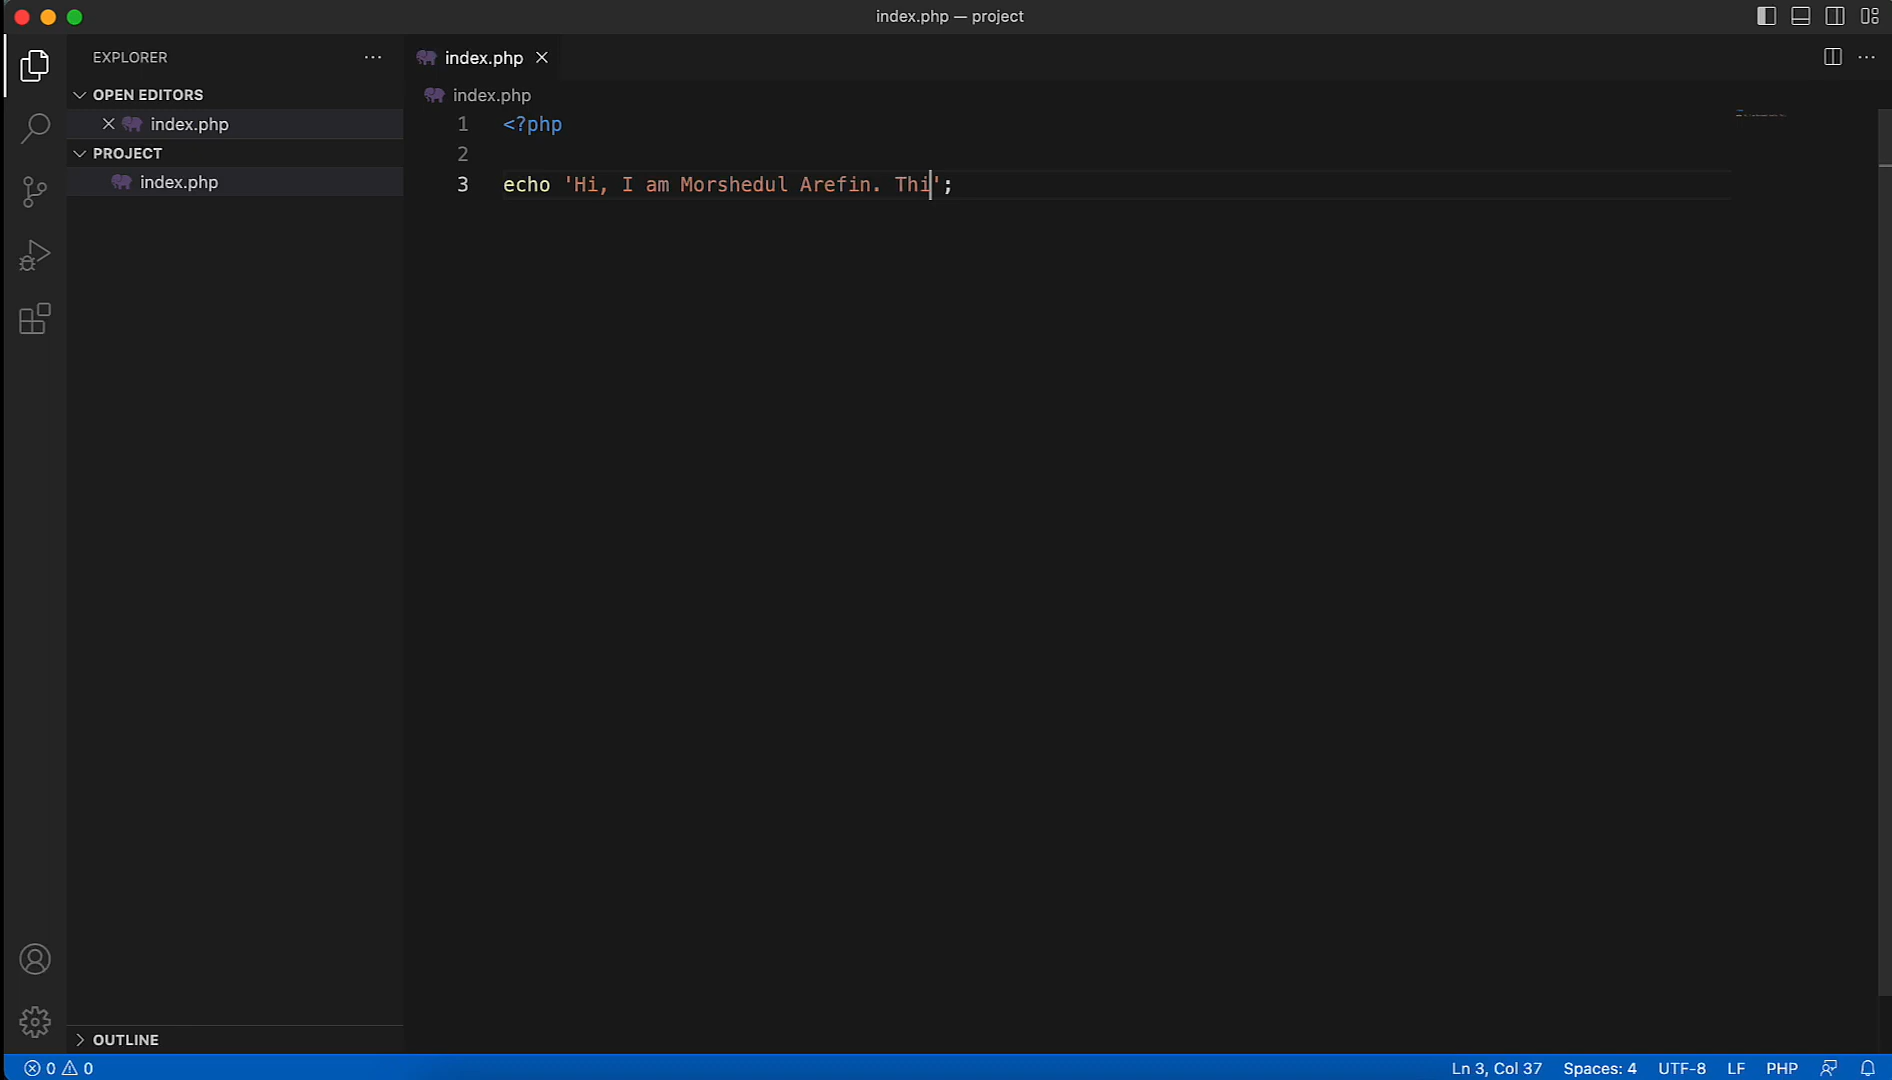 index.php — project
EXPLORER
OPEN EDITORS
index.php
PROJECT
index.php
OUTLINE
index.php
index.php
1 <?php
2
3 echo 'Hi, I am Morshedul Arefin. Thi';
0 0
Ln 3, Col 37 Spaces: 4 UTF-8 LF PHP